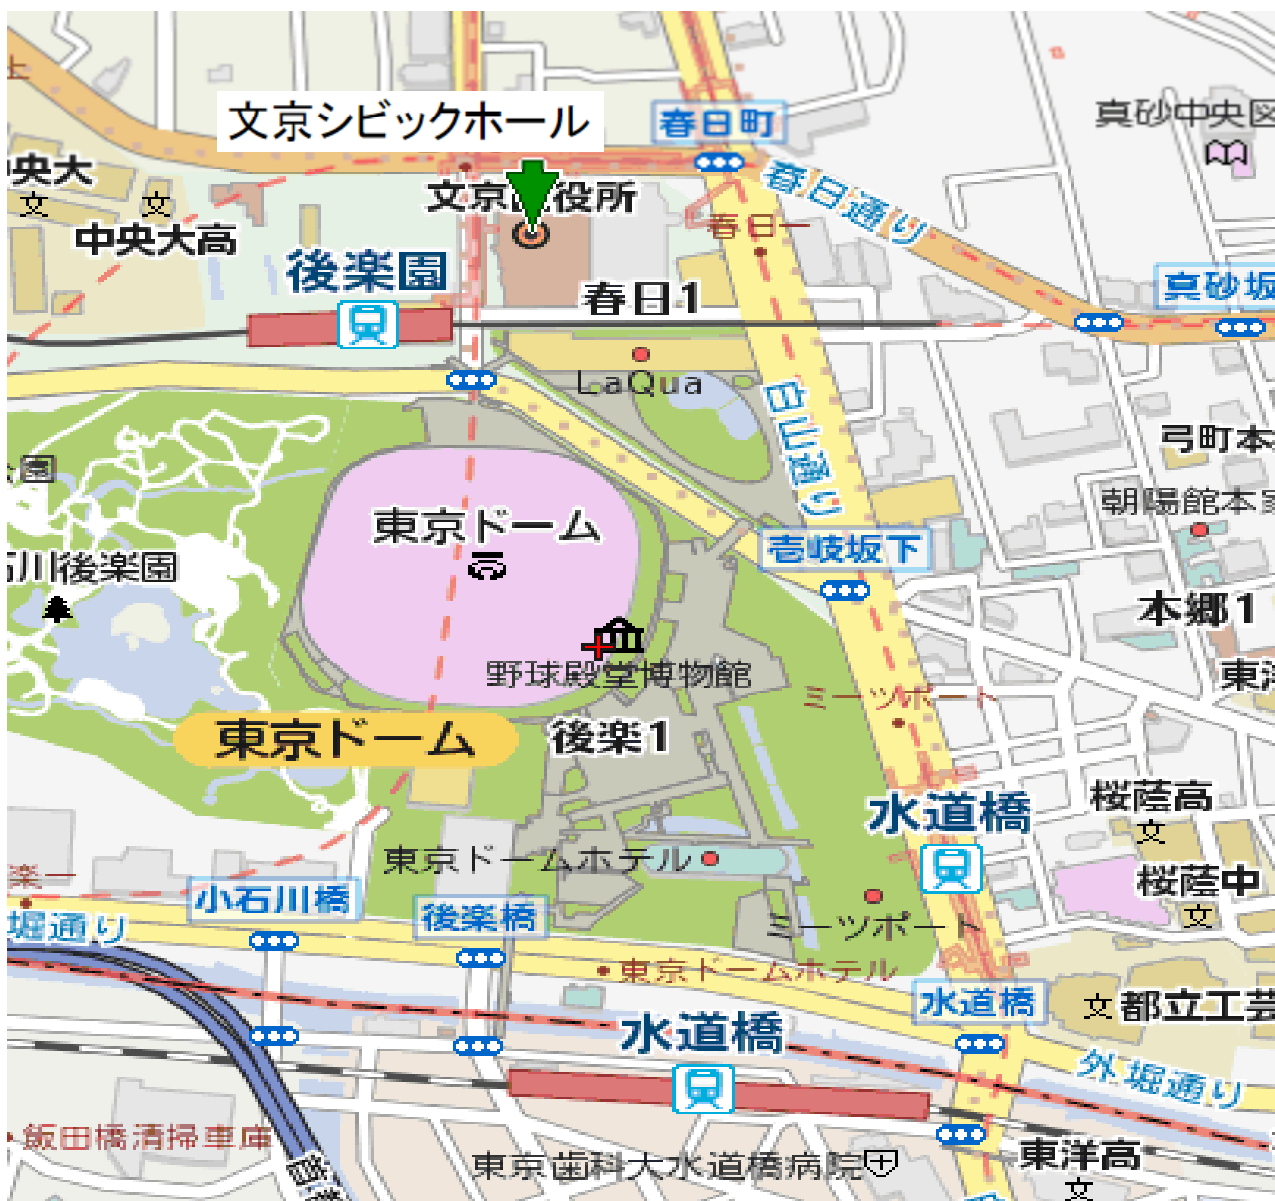 上
文京シビックホール
春日町
真砂中央図
中央大
文京区役所
春日通り
中央大高
春日一
後楽園
春日1
真砂坂
LaQua
白山通り
弓町本
公園
朝陽館本家
東京ドーム
壱岐坂下
石川後楽園
本郷1
野球殿堂博物館
東洋
ミーツポート
東京ドーム
後楽1
水道橋
桜蔭高
東京ドームホテル
桜蔭中
楽一
小石川橋
後楽橋
堀通り
ミーツポート
東京ドームホテル
水道橋
都立工芸
水道橋
外堀通り
飯田橋清掃車庫
東京歯科大水道橋病院
東洋高